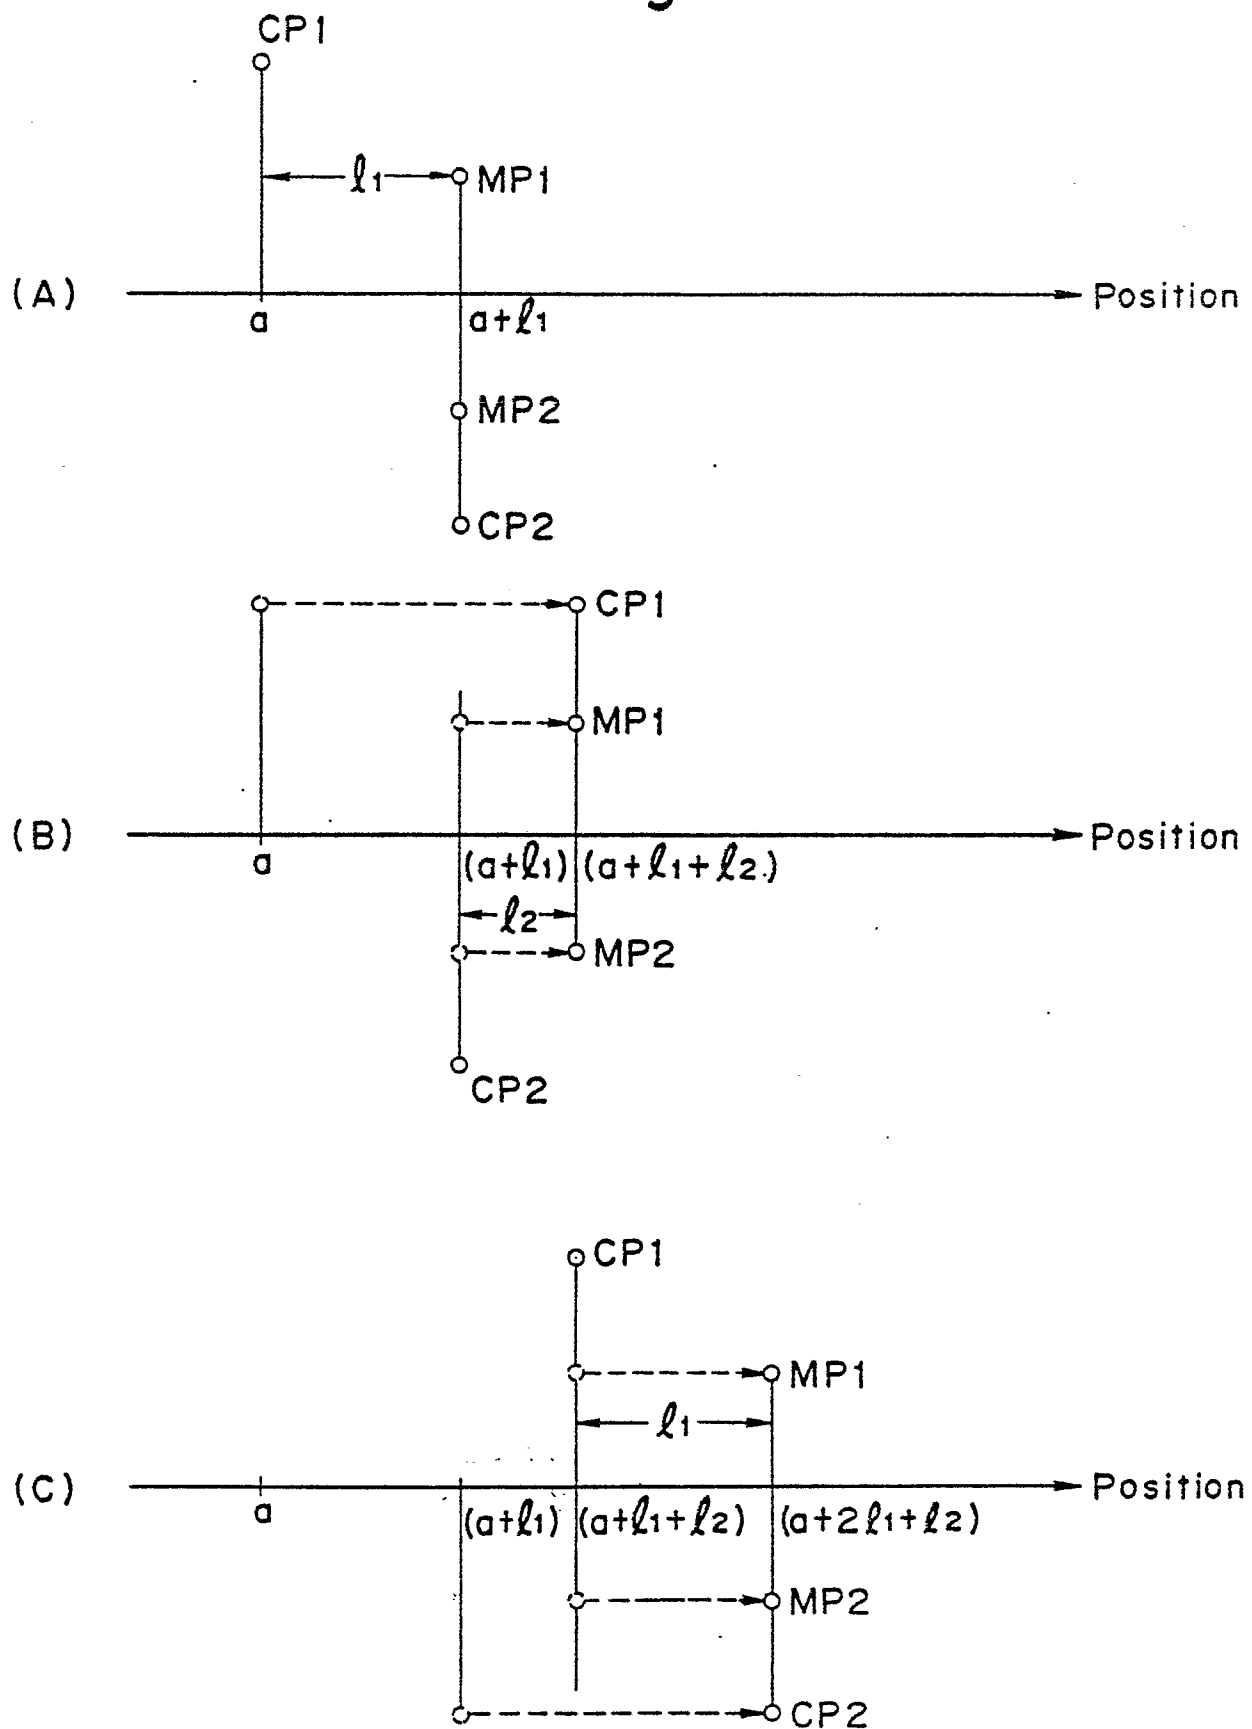 CP1
ℓ1
MP1
(A)
Position
a
a+ℓ1
MP2
CP2
CP1
MP1
(B)
Position
a
(a+ℓ1)
(a+ℓ1+ℓ2)
ℓ2
MP2
CP2
CP1
MP1
ℓ1
(C)
Position
a
(a+ℓ1)
(a+ℓ1+ℓ2)
(a+2ℓ1+ℓ2)
MP2
CP2